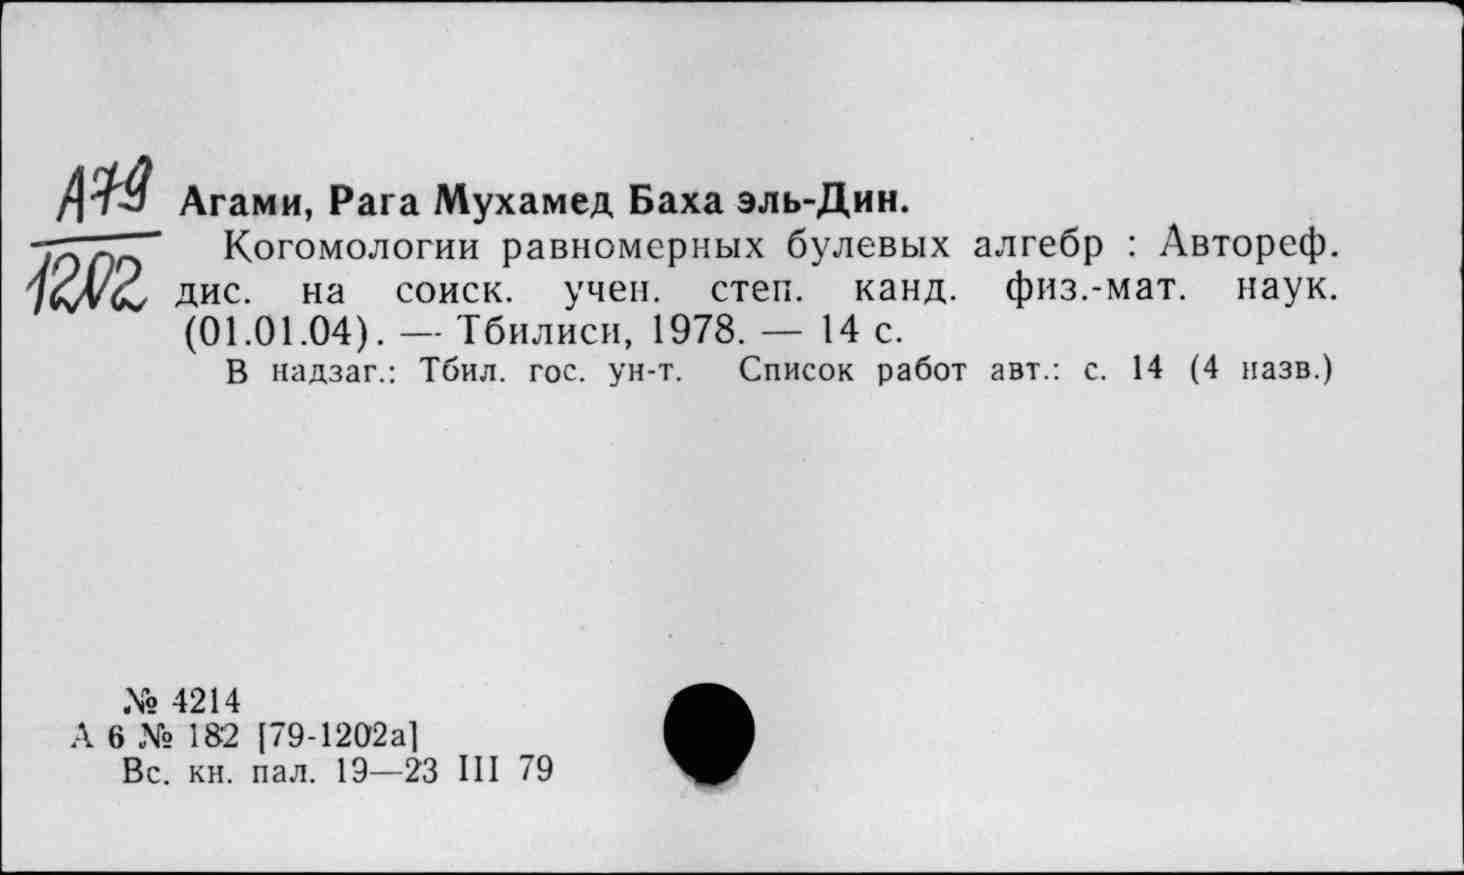 А79 Агами, Рага Мухамед Баха эль-Дин.
1202
Когомологии равномерных булевых алгебр : Автореф.
дис. на соиск. учен. степ. канд. физ.-мат. наук.
(01.01.04). — Тбилиси, 1978. — 14 с.
В надзаг.: Тбил. гос. ун-т. Список работ авт.: с. 14 (4 назв.)
№ 4214
А 6 № 182 [79-1202а]
Вс. кн. пал. 19—23 III 79